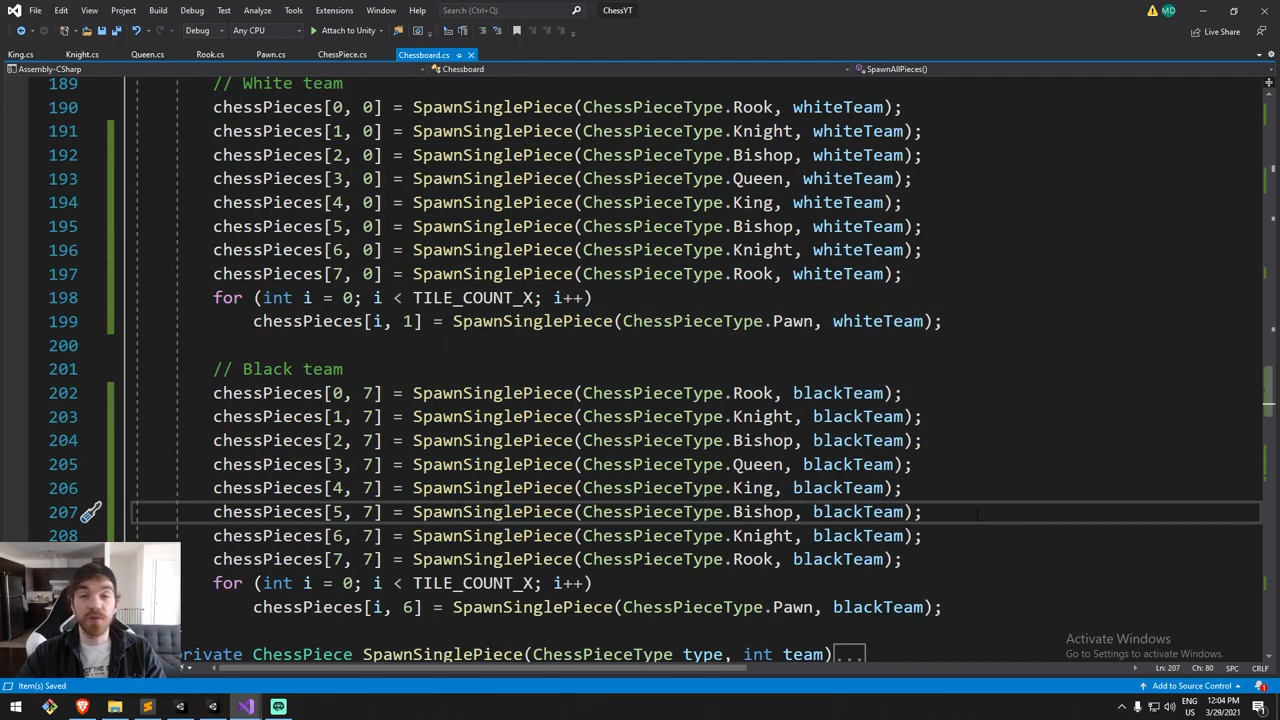 File Edit View Project Build Debug Test Analyze Tools Extensions Window Help Search (Ctrl+Q) ChessYT MD
Debug Any CPU Attach to Unity Live Share
King.cs Knight.cs Queen.cs Rook.cs Pawn.cs ChessPiece.cs Chessboard.cs
Assembly-CSharp Chessboard SpawnAllPieces()
189 // White team
190 chessPieces[0, 0] = SpawnSinglePiece(ChessPieceType.Rook, whiteTeam);
191 chessPieces[1, 0] = SpawnSinglePiece(ChessPieceType.Knight, whiteTeam);
192 chessPieces[2, 0] = SpawnSinglePiece(ChessPieceType.Bishop, whiteTeam);
193 chessPieces[3, 0] = SpawnSinglePiece(ChessPieceType.Queen, whiteTeam);
194 chessPieces[4, 0] = SpawnSinglePiece(ChessPieceType.King, whiteTeam);
195 chessPieces[5, 0] = SpawnSinglePiece(ChessPieceType.Bishop, whiteTeam);
196 chessPieces[6, 0] = SpawnSinglePiece(ChessPieceType.Knight, whiteTeam);
197 chessPieces[7, 0] = SpawnSinglePiece(ChessPieceType.Rook, whiteTeam);
198 for (int i = 0; i < TILE_COUNT_X; i++)
199 chessPieces[i, 1] = SpawnSinglePiece(ChessPieceType.Pawn, whiteTeam);
200
201 // Black team
202 chessPieces[0, 7] = SpawnSinglePiece(ChessPieceType.Rook, blackTeam);
203 chessPieces[1, 7] = SpawnSinglePiece(ChessPieceType.Knight, blackTeam);
204 chessPieces[2, 7] = SpawnSinglePiece(ChessPieceType.Bishop, blackTeam);
205 chessPieces[3, 7] = SpawnSinglePiece(ChessPieceType.Queen, blackTeam);
206 chessPieces[4, 7] = SpawnSinglePiece(ChessPieceType.King, blackTeam);
207 chessPieces[5, 7] = SpawnSinglePiece(ChessPieceType.Bishop, blackTeam);
208 chessPieces[6, 7] = SpawnSinglePiece(ChessPieceType.Knight, blackTeam);
chessPieces[7, 7] = SpawnSinglePiece(ChessPieceType.Rook, blackTeam);
for (int i = 0; i < TILE_COUNT_X; i++)
chessPieces[i, 6] = SpawnSinglePiece(ChessPieceType.Pawn, blackTeam);
rivate ChessPiece SpawnSinglePiece(ChessPieceType type, int team)...
Activate Windows
Go to Settings to activate Windows.
Ln: 207 Ch: 80 SPC CRLF
Item(s) Saved Add to Source Control 1
ENG 12:04 PM
US 3/29/2021 1